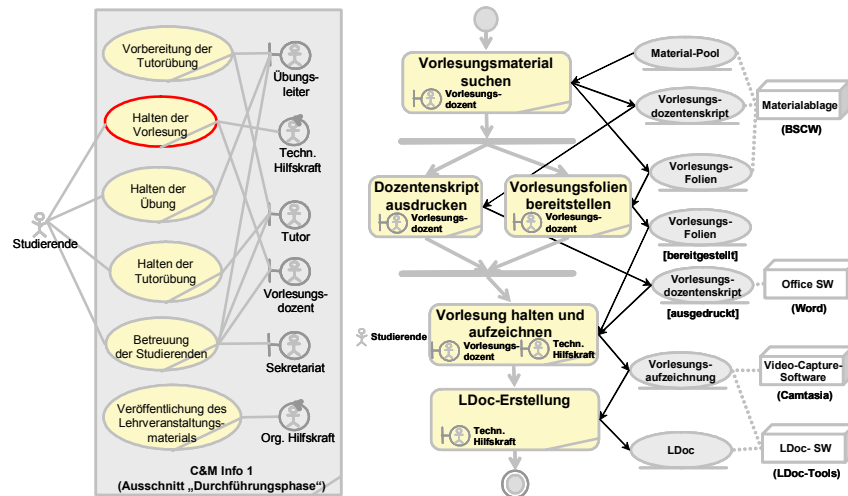 Vorbereitung der
Tutorübung
Halten der
Vorlesung
Halten der
Übung
Halten der
Tutorübung
Betreuung
der Studierenden
Veröffentlichung des
Lehrveranstaltungs-
materials
Studierende
Übungs-
leiter
Techn.
Hilfskraft
Tutor
Vorlesungs-
dozent
Sekretariat
Org. Hilfskraft
C&M Info 1
(Ausschnitt „Durchführungsphase“)
Vorlesungsmaterial
suchen
Vorlesungs-
dozent
Dozentenskript
ausdrucken
Vorlesungs-
dozent
Vorlesungsfolien
bereitstellen
Vorlesungs-
dozent
Vorlesung halten und
aufzeichnen
Studierende
Vorlesungs-
dozent
Techn.
Hilfskraft
LDoc-Erstellung
Techn.
Hilfskraft
Material-Pool
Vorlesungs-
dozentenskript
Vorlesungs-
Folien
Vorlesungs-
Folien
[bereitgestellt]
Vorlesungs-
dozentenskript
[ausgedruckt]
Vorlesungs-
aufzeichnung
LDoc
Materialablage
(BSCW)
Office SW
(Word)
Video-Capture-
Software
(Camtasia)
LDoc- SW
(LDoc-Tools)